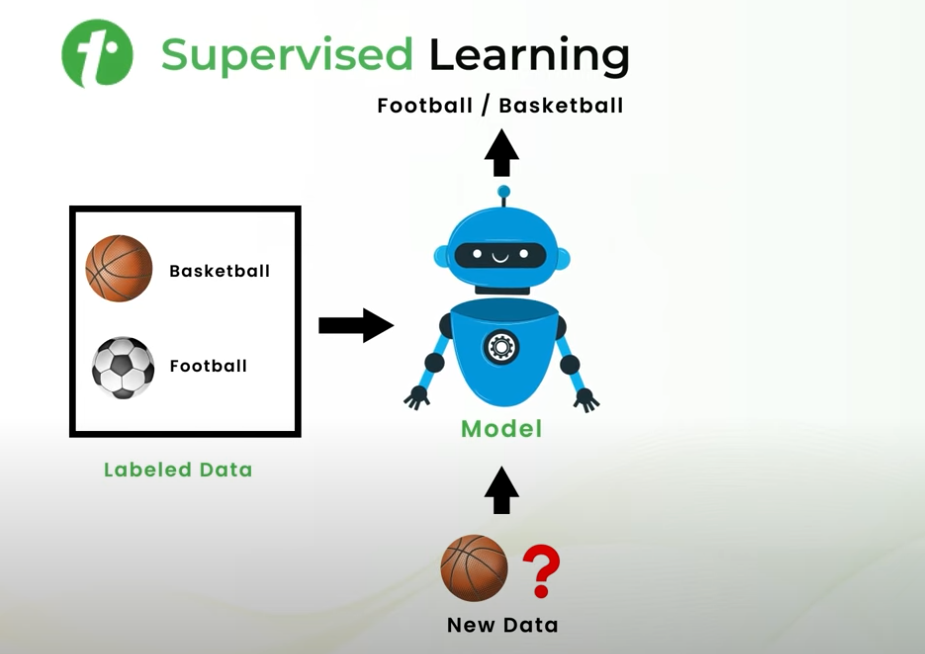 Supervised Learning
Football / Basketball
Basketball
Football
Labeled Data
Model
?
New Data